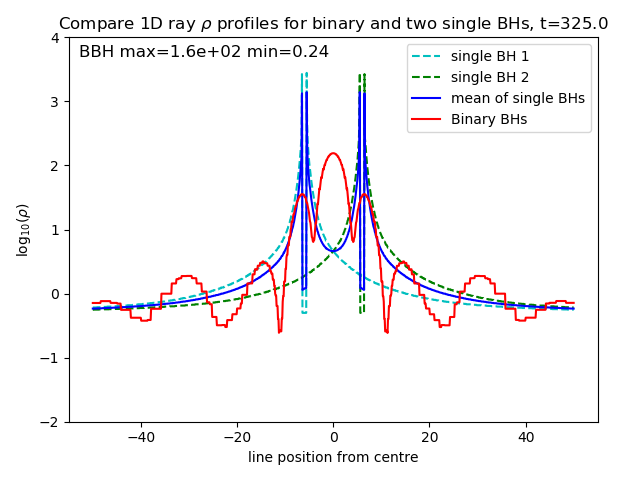 Compare 1D ray ρ profiles for binary and two single BHs, t=325.0
BBH max=1.6e+02 min=0.24
single BH 1
single BH 2
mean of single BHs
Binary BHs
log₁₀(ρ)
4
3
2
1
0
−1
−2
−40
−20
0
20
40
line position from centre